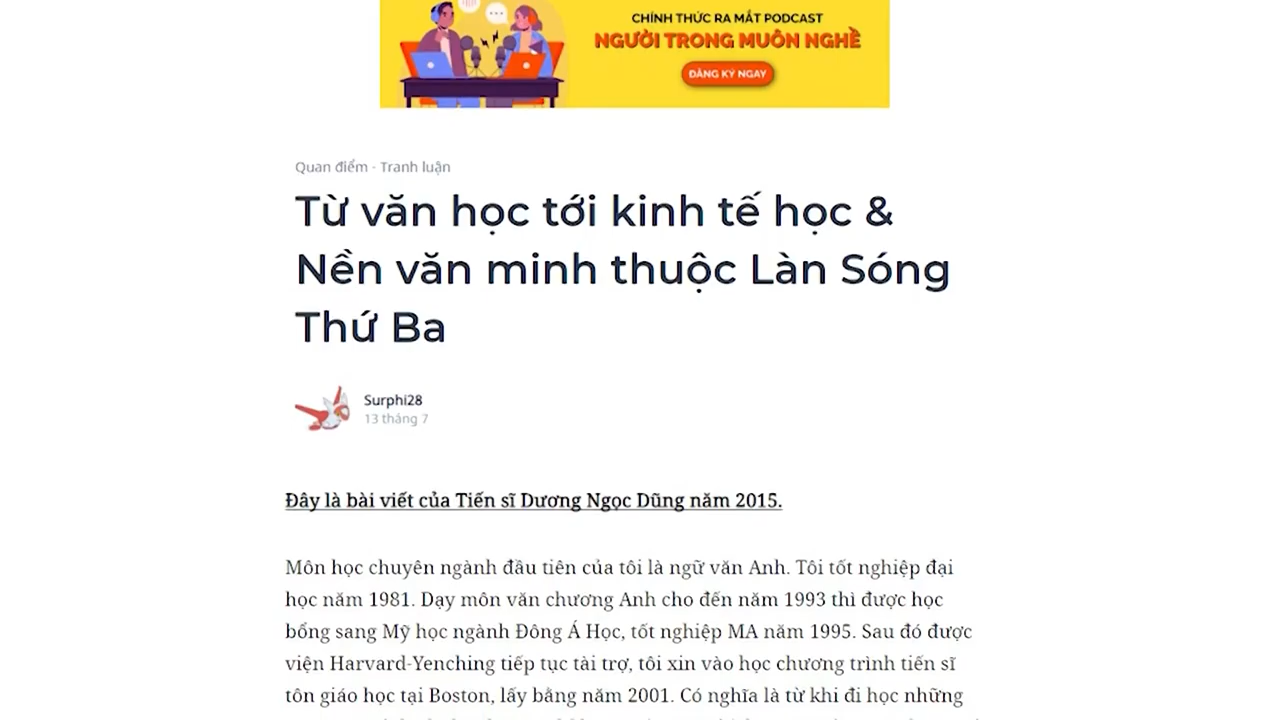 CHÍNH THỨC RA MẮT PODCAST
NGƯỜI TRONG MUÔN NGHỀ
ĐĂNG KÝ NGAY
Quan điểm - Tranh luận
Từ văn học tới kinh tế học &
Nền văn minh thuộc Làn Sóng
Thứ Ba
Surphi28
13 tháng 7
Đây là bài viết của Tiến sĩ Dương Ngọc Dũng năm 2015.
Môn học chuyên ngành đầu tiên của tôi là ngữ văn Anh. Tôi tốt nghiệp đại
học năm 1981. Dạy môn văn chương Anh cho đến năm 1993 thì được học
bổng sang Mỹ học ngành Đông Á Học, tốt nghiệp MA năm 1995. Sau đó được
viện Harvard-Yenching tiếp tục tài trợ, tôi xin vào học chương trình tiến sĩ
tôn giáo học tại Boston, lấy bằng năm 2001. Có nghĩa là từ khi đi học những